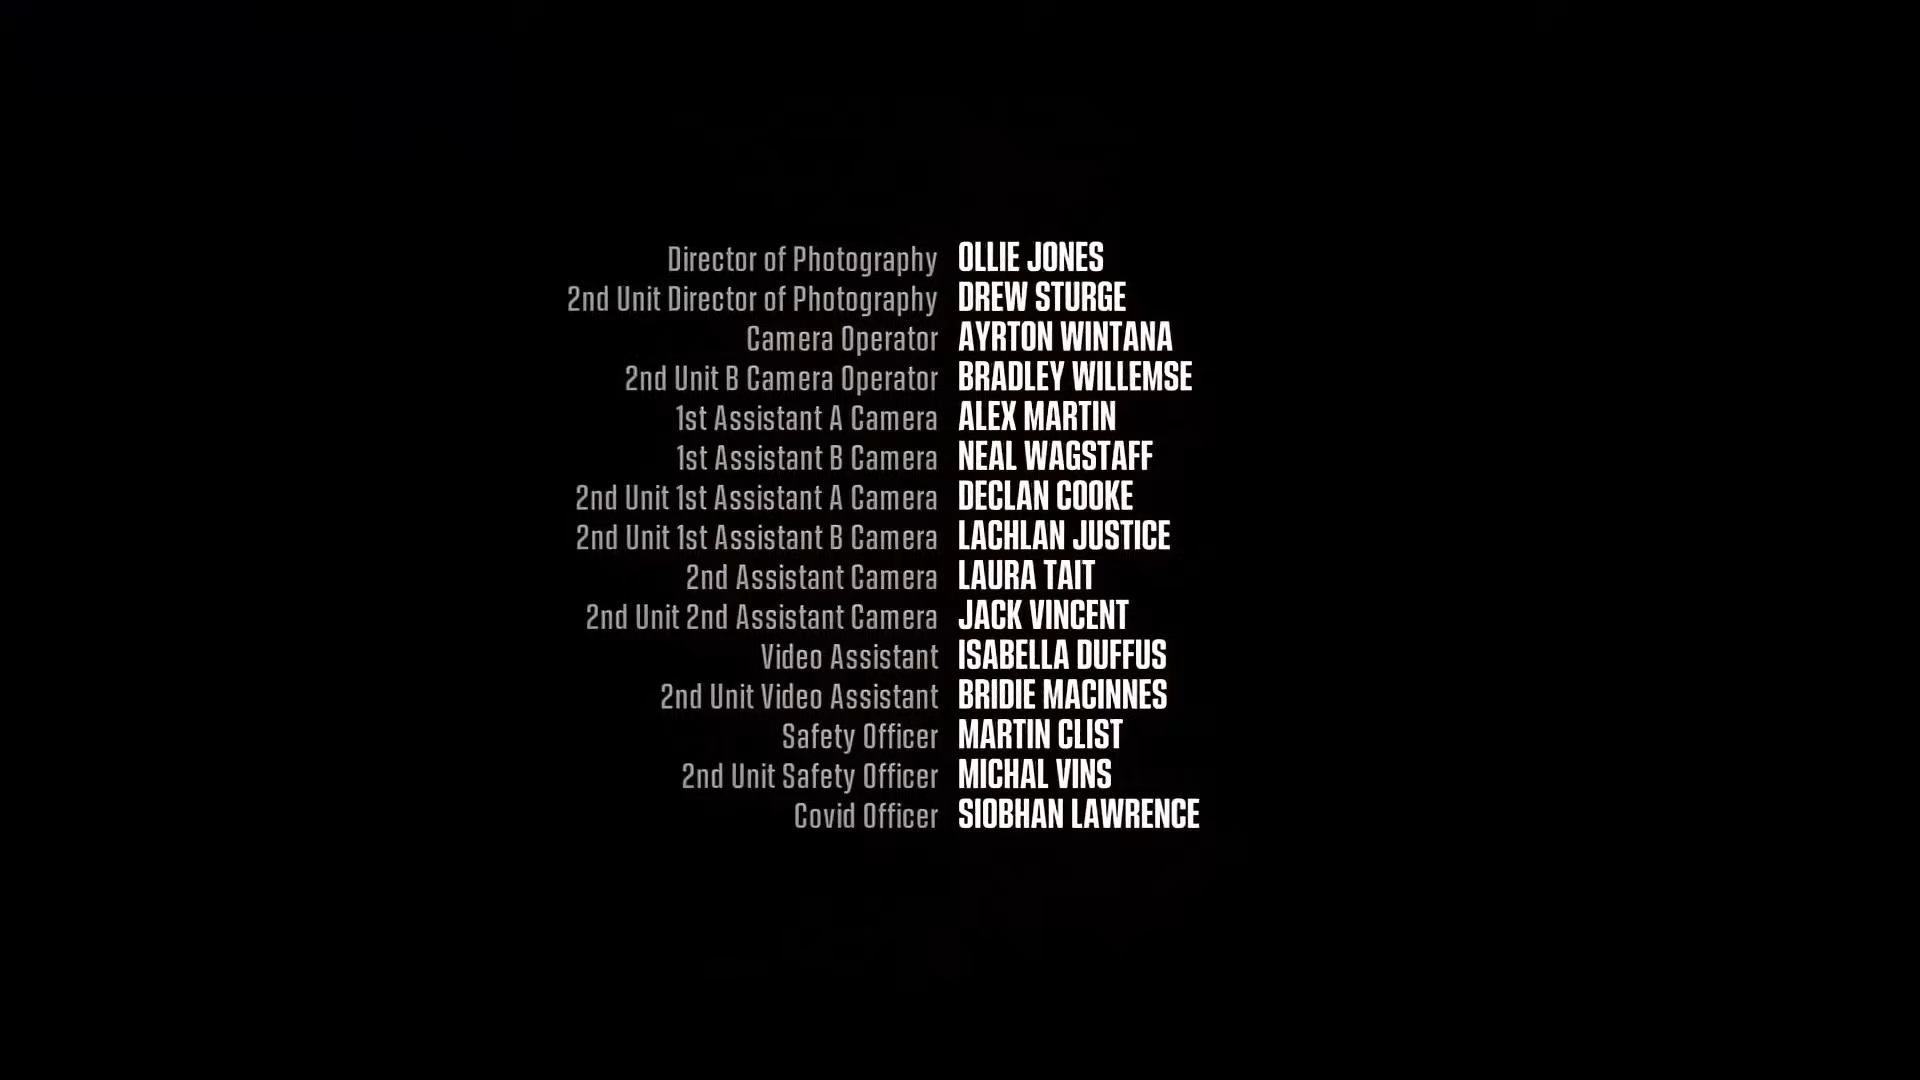 Director of Photography OLLIE JONES
2nd Unit Director of Photography DREW STURGE
Camera Operator AYRTON WINTANA
2nd Unit B Camera Operator BRADLEY WILLEMSE
1st Assistant A Camera ALEX MARTIN
1st Assistant B Camera NEAL WAGSTAFF
2nd Unit 1st Assistant A Camera DECLAN COOKE
2nd Unit 1st Assistant B Camera LACHLAN JUSTICE
2nd Assistant Camera LAURA TAIT
2nd Unit 2nd Assistant Camera JACK VINCENT
Video Assistant ISABELLA DUFFUS
2nd Unit Video Assistant BRIDIE MACINNES
Safety Officer MARTIN CLIST
2nd Unit Safety Officer MICHAL VINS
Covid Officer SIOBHAN LAWRENCE